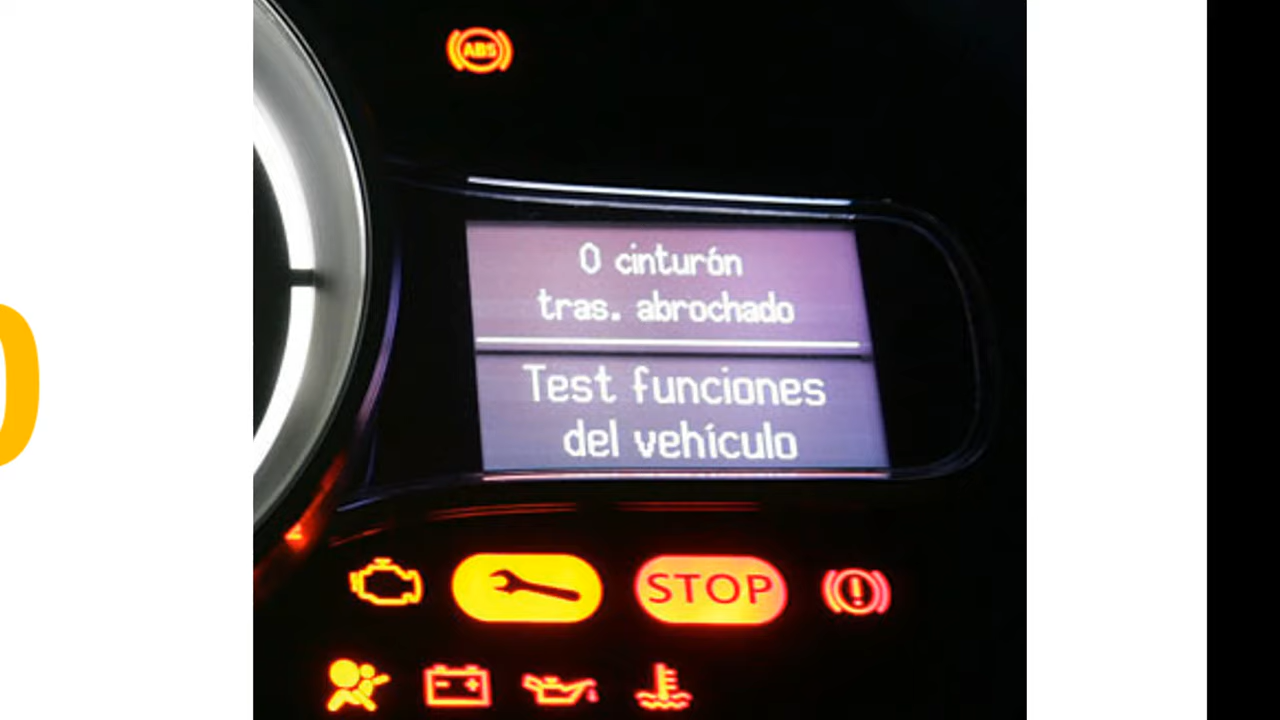 ABS
0 cinturón
tras. abrochado
Test funciones
del vehículo
STOP